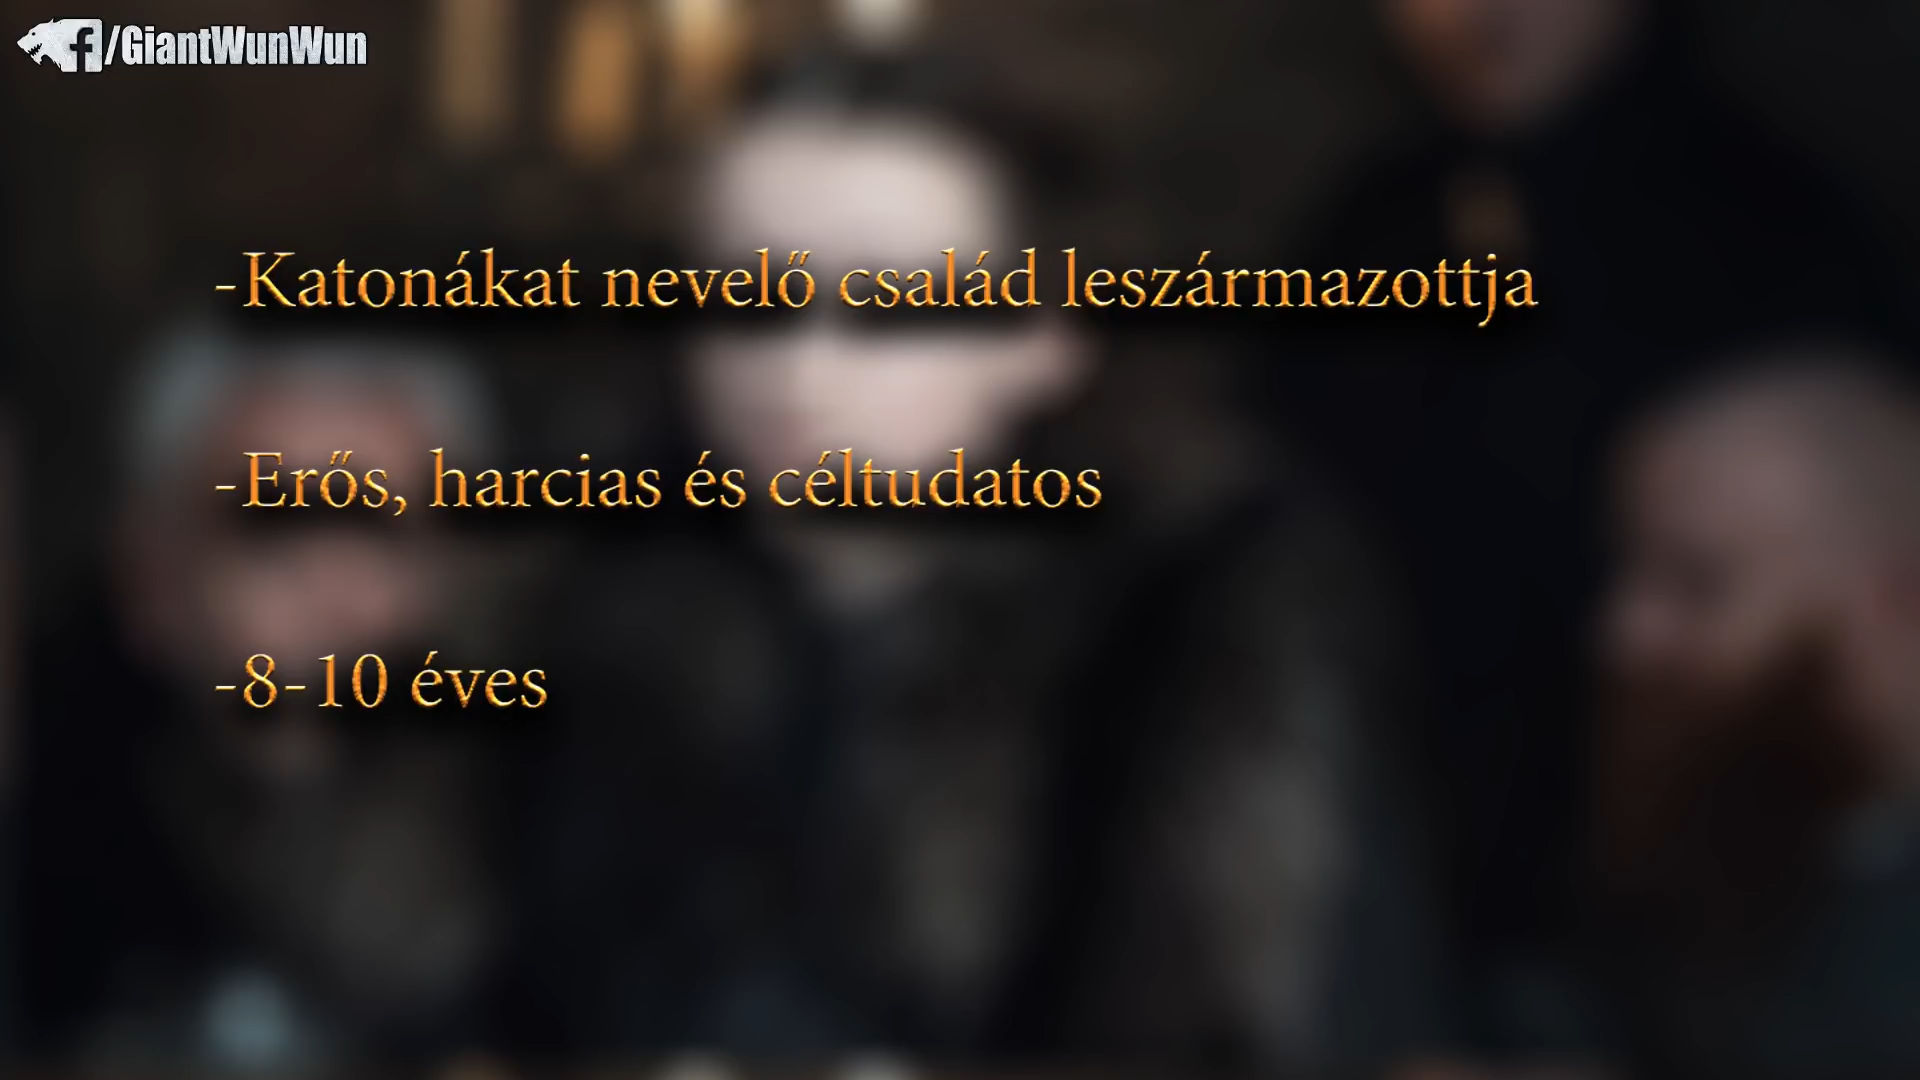 /GiantWunWun
-Katonákat nevelő család leszármazottja
-Erős, harcias és céltudatos
-8-10 éves